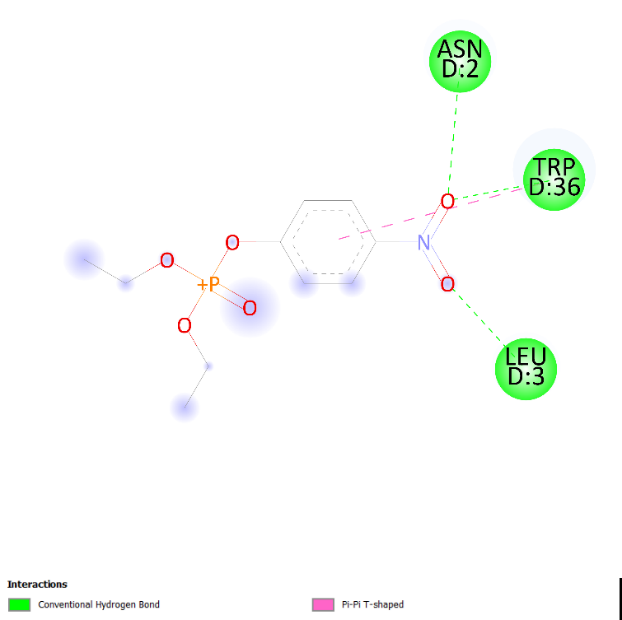 ASN
D:2
TRP
D:36
O
O
O
N
+P
O
O
O
LEU
D:3
Interactions
Conventional Hydrogen Bond
Pi-Pi T-shaped